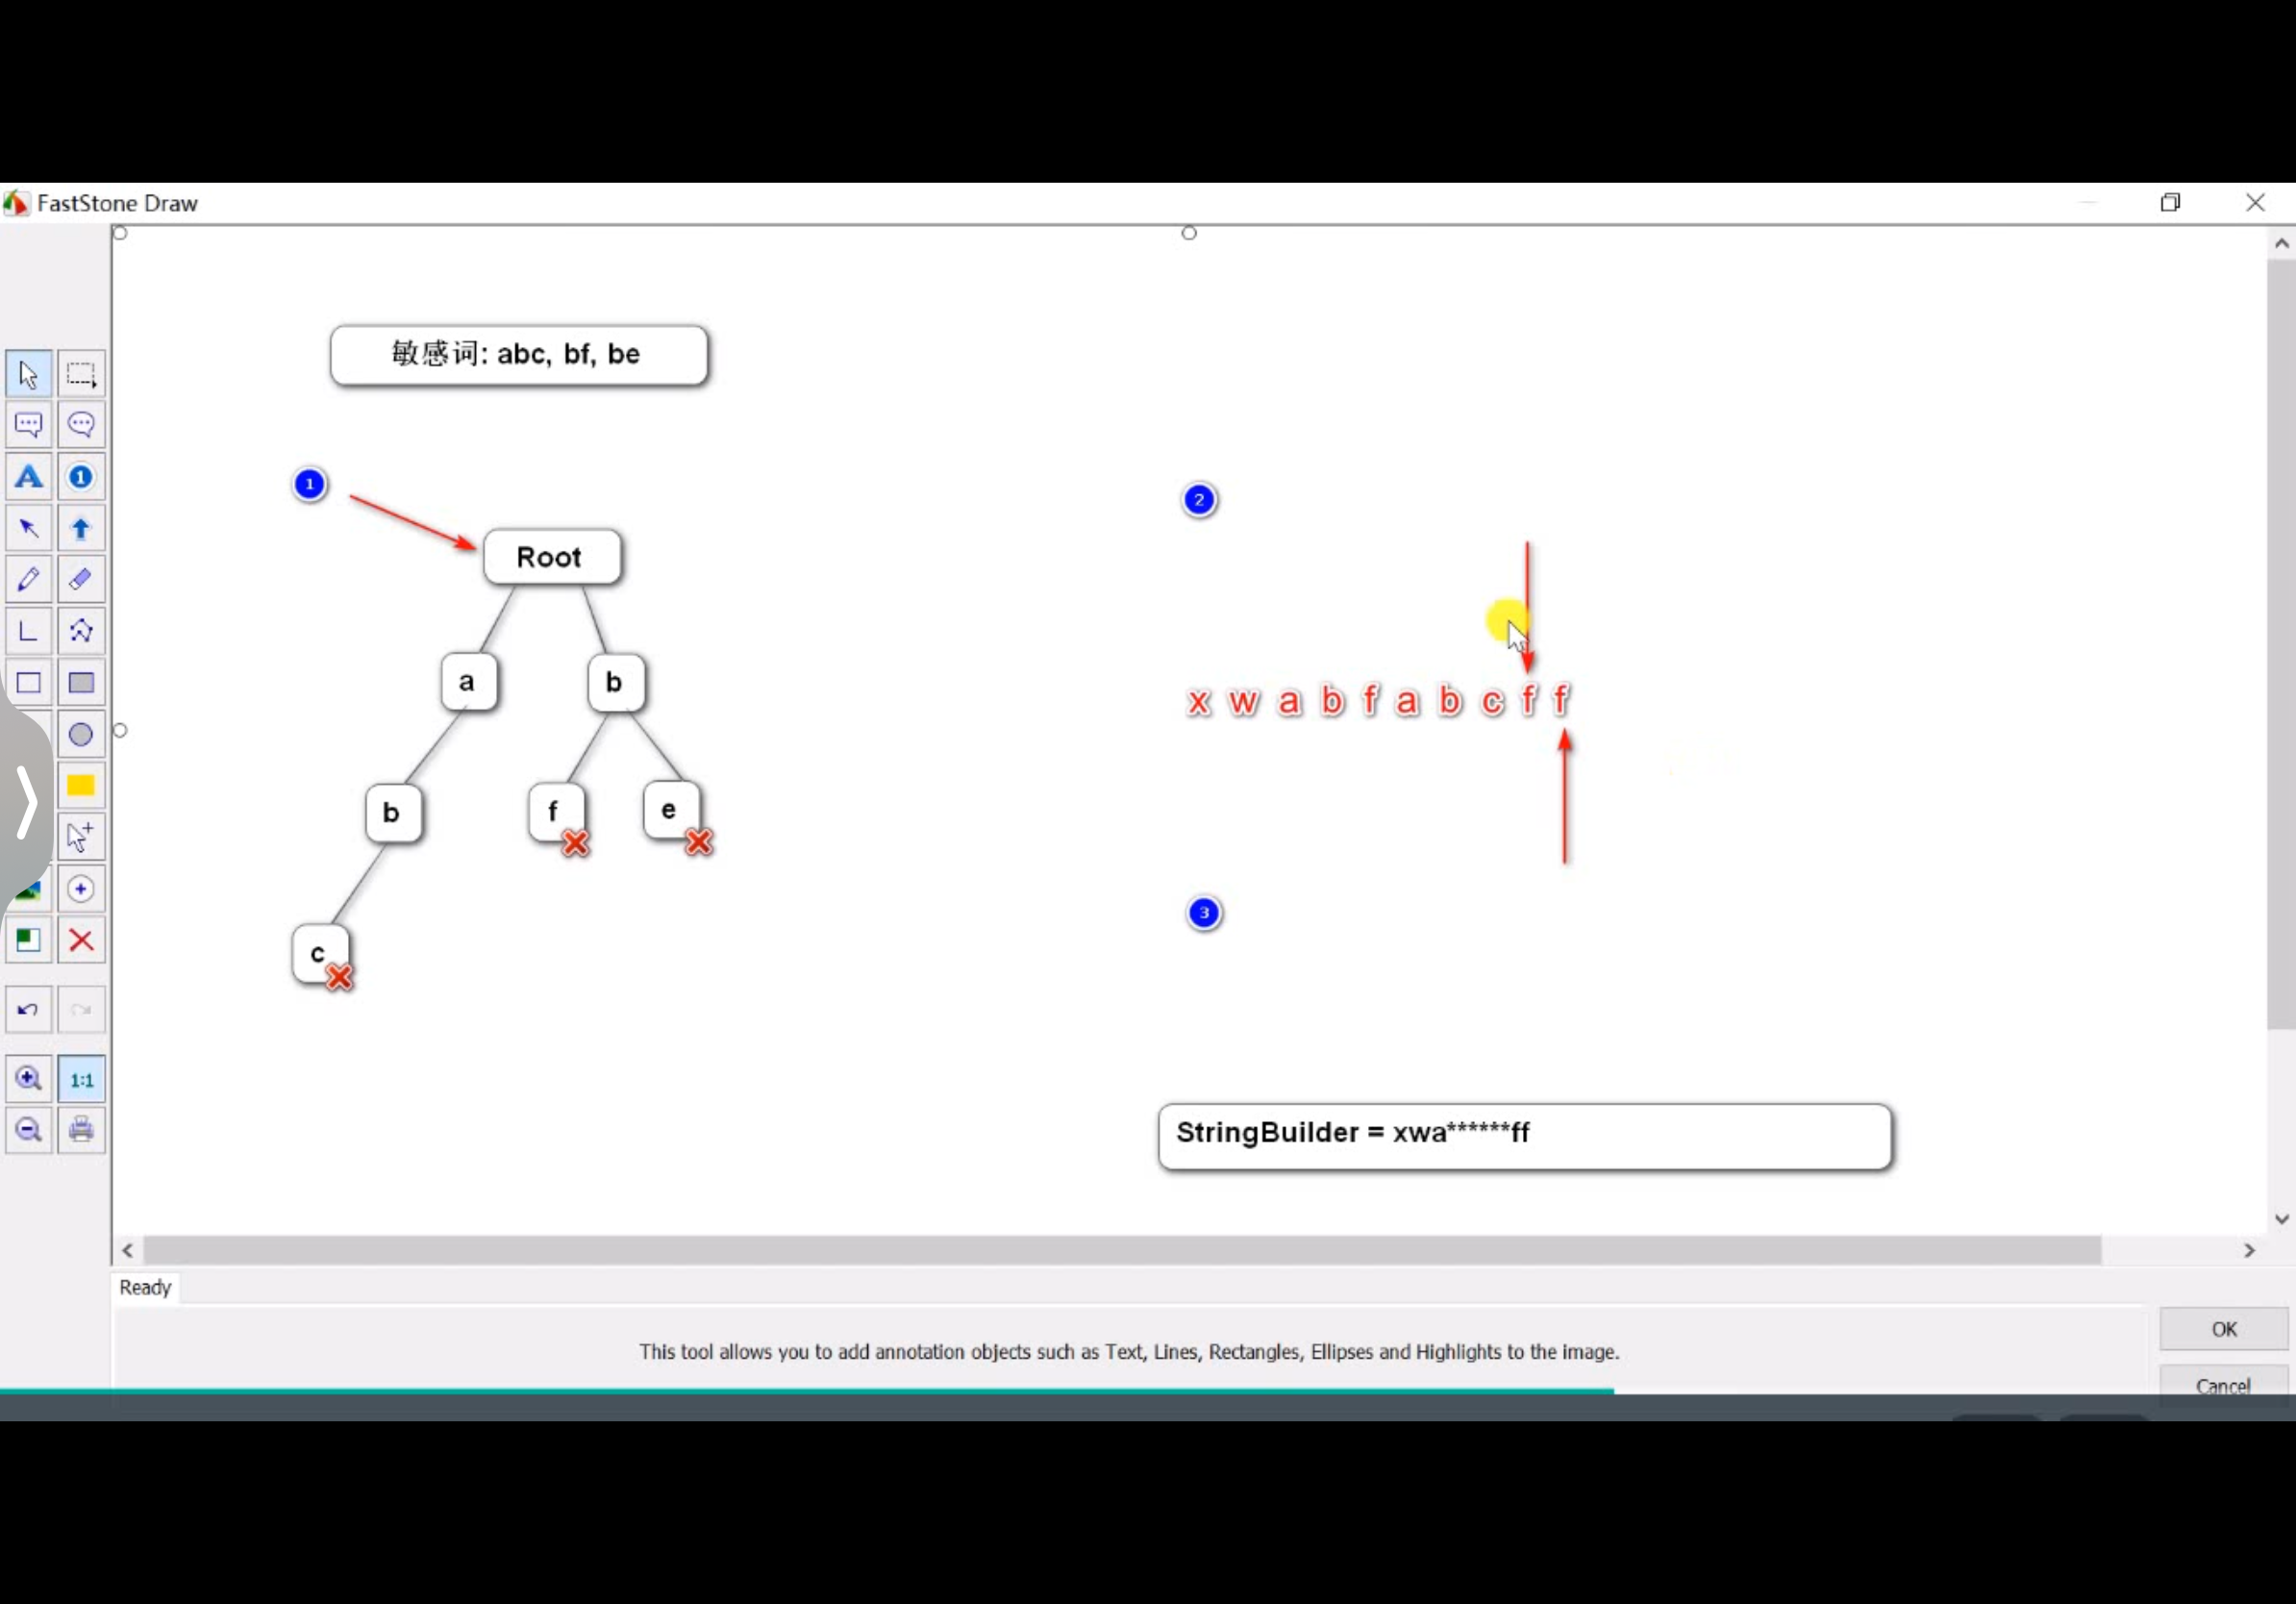 FastStone Draw
敏感词: abc, bf, be
1
Root
a
b
b
f
e
c
2
x w a b f a b c f f
3
StringBuilder = xwa******ff
A
1
1:1
Ready
This tool allows you to add annotation objects such as Text, Lines, Rectangles, Ellipses and Highlights to the image.
OK
Cancel